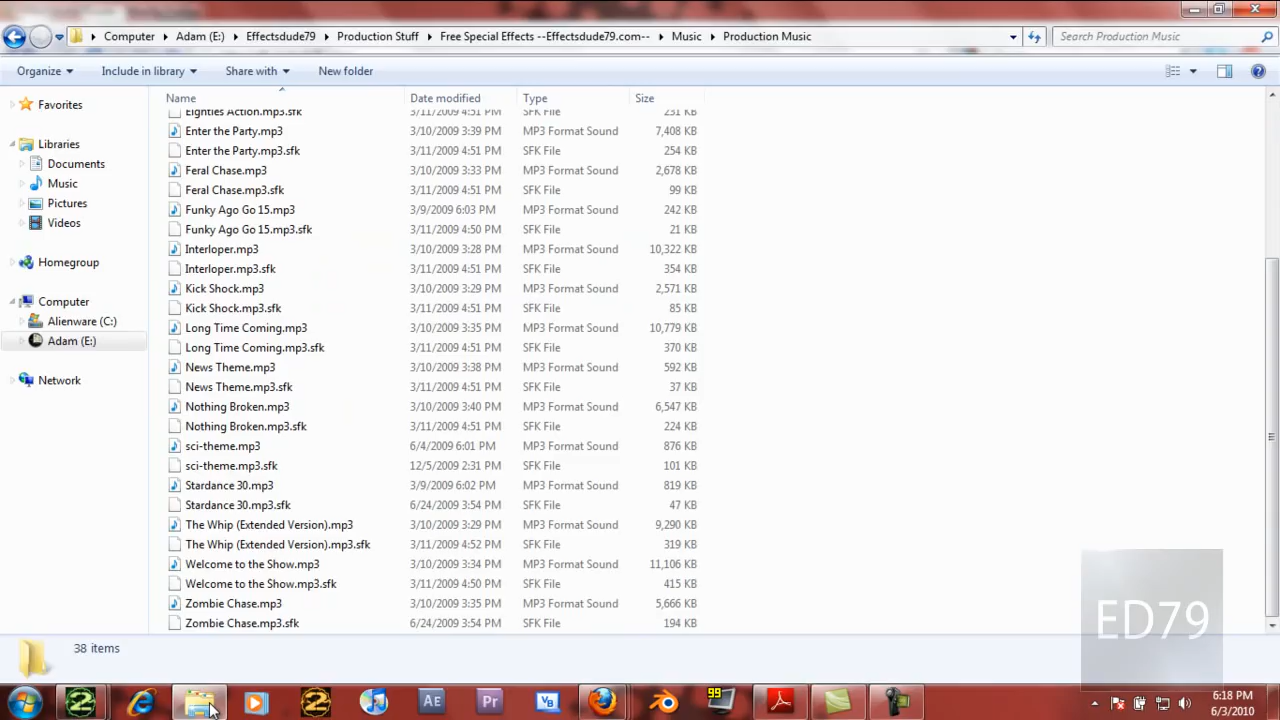 Computer Adam (E:) Effectsdude79 Production Stuff Free Special Effects --Effectsdude79.com-- Music Production Music Search Production Music
Organize Include in library Share with New folder
Name Date modified Type Size
Favorites
Libraries
Documents
Music
Pictures
Videos
Homegroup
Computer
Alienware (C:)
Adam (E:)
Network
Eighties Action.mp3.sfk 3/11/2009 4:51 PM SFK File 231 KB
Enter the Party.mp3 3/10/2009 3:39 PM MP3 Format Sound 7,408 KB
Enter the Party.mp3.sfk 3/11/2009 4:51 PM SFK File 254 KB
Feral Chase.mp3 3/10/2009 3:33 PM MP3 Format Sound 2,678 KB
Feral Chase.mp3.sfk 3/11/2009 4:51 PM SFK File 99 KB
Funky Ago Go 15.mp3 3/9/2009 6:03 PM MP3 Format Sound 242 KB
Funky Ago Go 15.mp3.sfk 3/11/2009 4:50 PM SFK File 21 KB
Interloper.mp3 3/10/2009 3:28 PM MP3 Format Sound 10,322 KB
Interloper.mp3.sfk 3/11/2009 4:51 PM SFK File 354 KB
Kick Shock.mp3 3/10/2009 3:29 PM MP3 Format Sound 2,571 KB
Kick Shock.mp3.sfk 3/11/2009 4:51 PM SFK File 85 KB
Long Time Coming.mp3 3/10/2009 3:35 PM MP3 Format Sound 10,779 KB
Long Time Coming.mp3.sfk 3/11/2009 4:51 PM SFK File 370 KB
News Theme.mp3 3/10/2009 3:38 PM MP3 Format Sound 592 KB
News Theme.mp3.sfk 3/11/2009 4:51 PM SFK File 37 KB
Nothing Broken.mp3 3/10/2009 3:40 PM MP3 Format Sound 6,547 KB
Nothing Broken.mp3.sfk 3/11/2009 4:51 PM SFK File 224 KB
sci-theme.mp3 6/4/2009 6:01 PM MP3 Format Sound 876 KB
sci-theme.mp3.sfk 12/5/2009 2:31 PM SFK File 101 KB
Stardance 30.mp3 3/9/2009 6:02 PM MP3 Format Sound 819 KB
Stardance 30.mp3.sfk 6/24/2009 3:54 PM SFK File 47 KB
The Whip (Extended Version).mp3 3/10/2009 3:29 PM MP3 Format Sound 9,290 KB
The Whip (Extended Version).mp3.sfk 3/11/2009 4:52 PM SFK File 319 KB
Welcome to the Show.mp3 3/10/2009 3:34 PM MP3 Format Sound 11,106 KB
Welcome to the Show.mp3.sfk 3/11/2009 4:50 PM SFK File 415 KB
Zombie Chase.mp3 3/10/2009 3:35 PM MP3 Format Sound 5,666 KB
Zombie Chase.mp3.sfk 6/24/2009 3:54 PM SFK File 194 KB
ED79
38 items
2 2 AE Pr VB 99
6:18 PM
6/3/2010